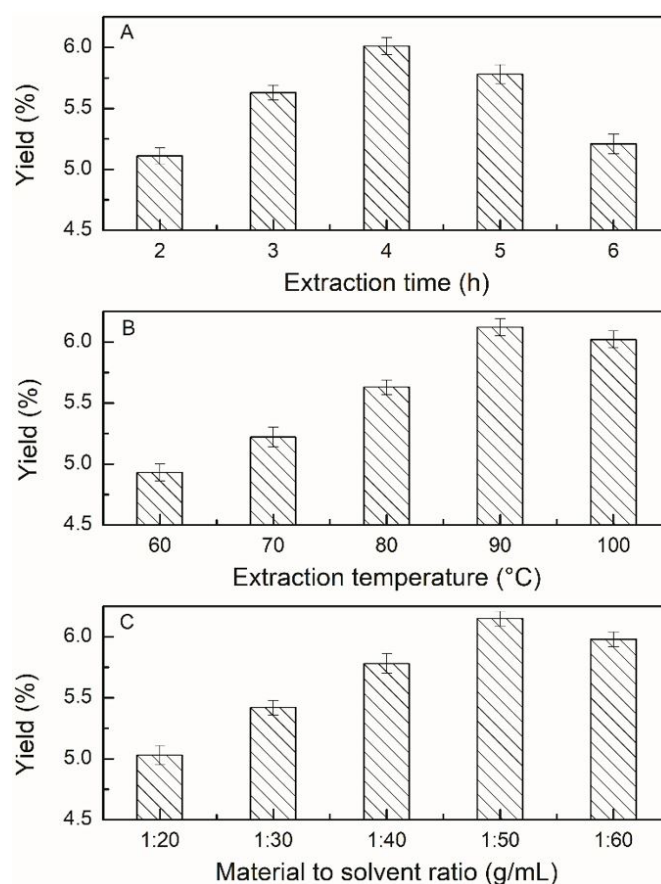 A
Yield (%)
6.0
5.5
5.0
4.5
2 3 4 5 6
Extraction time (h)
B
Yield (%)
6.0
5.5
5.0
4.5
60 70 80 90 100
Extraction temperature (°C)
C
Yield (%)
6.0
5.5
5.0
4.5
1:20 1:30 1:40 1:50 1:60
Material to solvent ratio (g/mL)